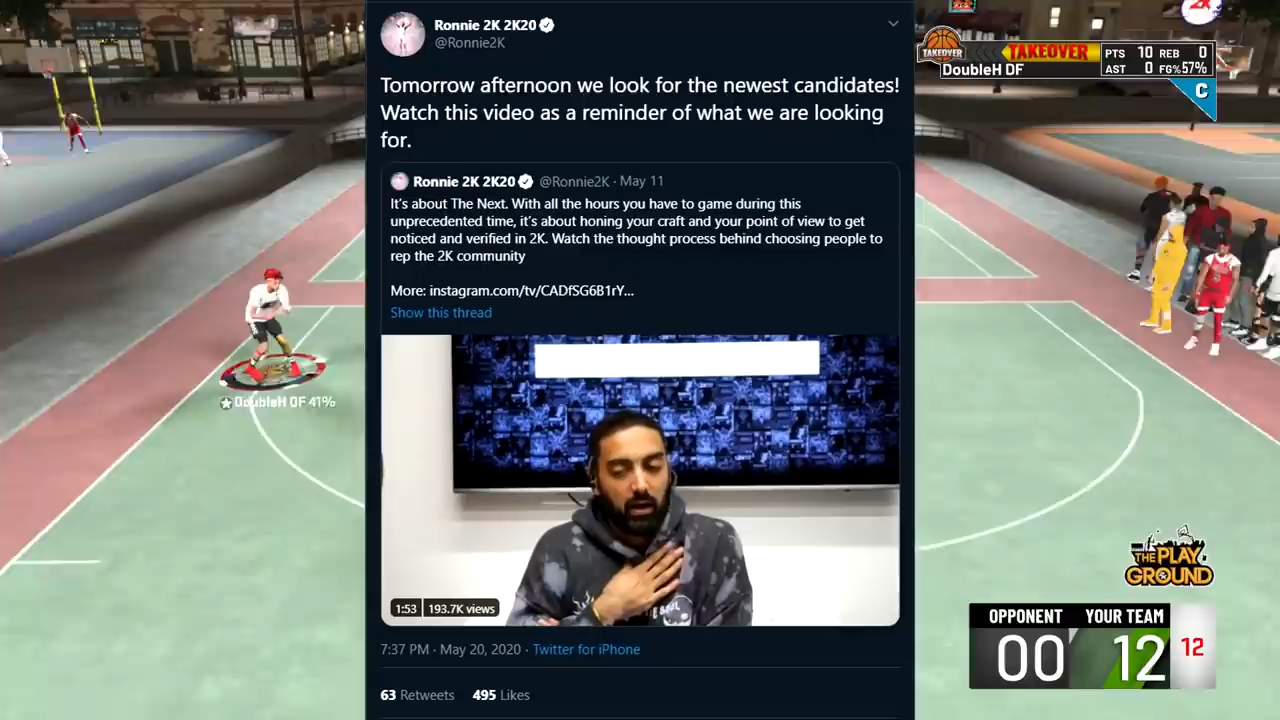 Ronnie 2K 2K20
@Ronnie2K
Tomorrow afternoon we look for the newest candidates!
Watch this video as a reminder of what we are looking
for.
Ronnie 2K 2K20 @Ronnie2K · May 11
It's about The Next. With all the hours you have to game during this
unprecedented time, it's about honing your craft and your point of view to get
noticed and verified in 2K. Watch the thought process behind choosing people to
rep the 2K community
More: instagram.com/tv/CADfSG6B1rY...
Show this thread
1:53 193.7K views
7:37 PM · May 20, 2020 · Twitter for iPhone
63 Retweets 495 Likes
DoubleH DF 41%
TAKEOVER
TAKEOVER
DoubleH DF
PTS 10 REB 0
AST 0 FG% 57%
C
THE PLAY
GROUND
OPPONENT YOUR TEAM
00 12 12